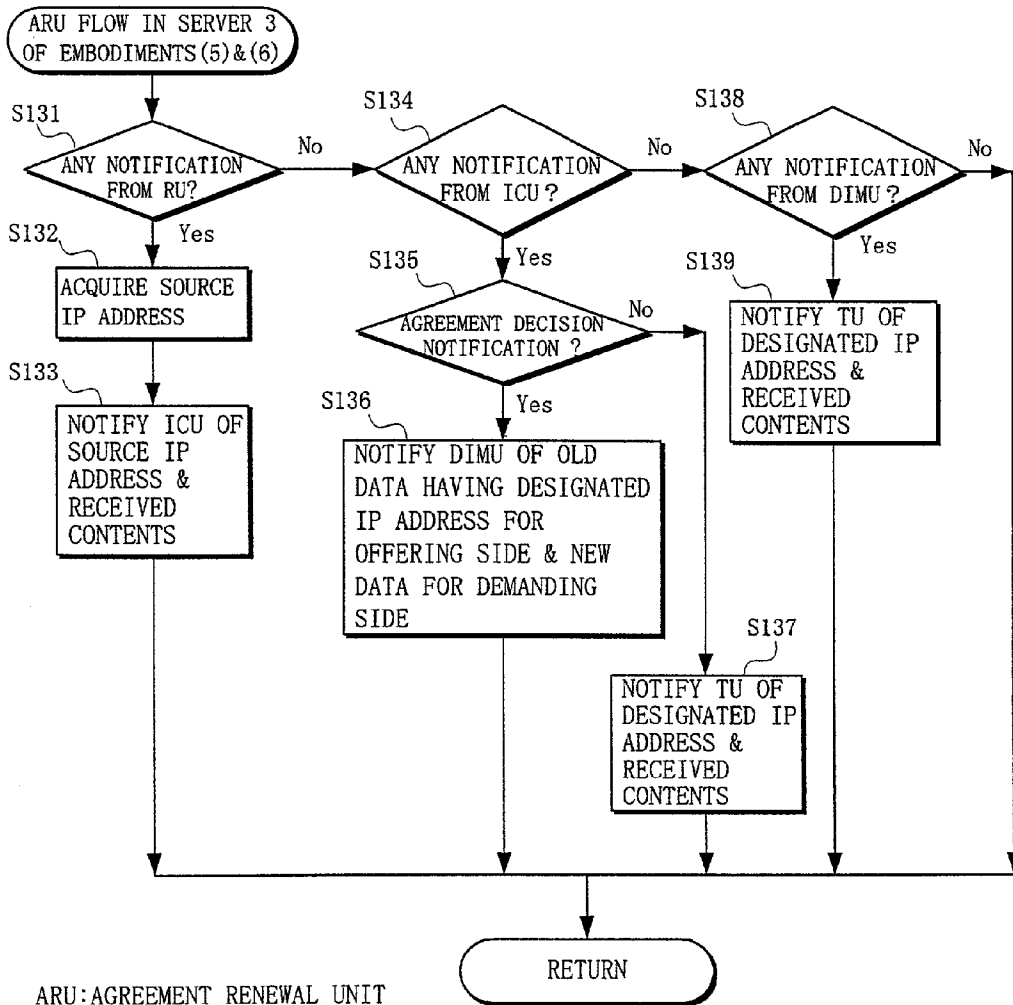 ARU FLOW IN SERVER 3
OF EMBODIMENTS(5)&(6)
S131
ANY NOTIFICATION
FROM RU?
No
Yes
S132
ACQUIRE SOURCE
IP ADDRESS
S133
NOTIFY ICU OF
SOURCE IP
ADDRESS &
RECEIVED
CONTENTS
S134
ANY NOTIFICATION
FROM ICU?
No
Yes
S135
AGREEMENT DECISION
NOTIFICATION?
No
Yes
S136
NOTIFY DIMU OF OLD
DATA HAVING DESIGNATED
IP ADDRESS FOR
OFFERING SIDE & NEW
DATA FOR DEMANDING
SIDE
S137
NOTIFY TU OF
DESIGNATED IP
ADDRESS &
RECEIVED
CONTENTS
S138
ANY NOTIFICATION
FROM DIMU?
No
Yes
S139
NOTIFY TU OF
DESIGNATED IP
ADDRESS &
RECEIVED
CONTENTS
RETURN
ARU:AGREEMENT RENEWAL UNIT